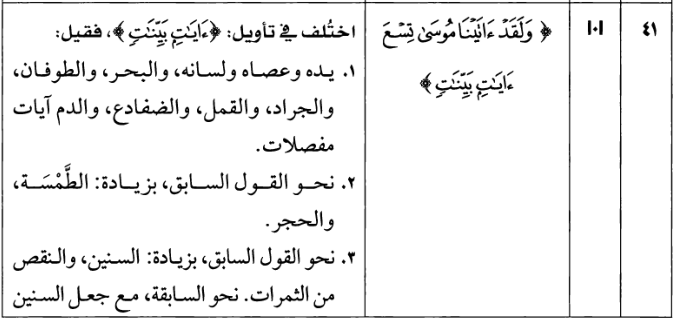 ٤١
١٠١
﴿ وَلَقَدْ ءَاتَيْنَا مُوسَىٰ تِسْعَ
ءَايَٰتٍۭ بَيِّنَٰتٍ ﴾
اختُلف في تأويل: ﴿ءَايَٰتٍۭ بَيِّنَٰتٍ﴾، فقيل:
١. يده وعصاه ولسانه، والبحر، والطوفان،
والجراد، والقمل، والضفادع، والدم آيات
مفصلات.
٢. نحو القول السابق، بزيادة: الطَّمْسَة،
والحجر.
٣. نحو القول السابق، بزيادة: السنين، والنقص
من الثمرات. نحو السابقة، مع جعل السنين